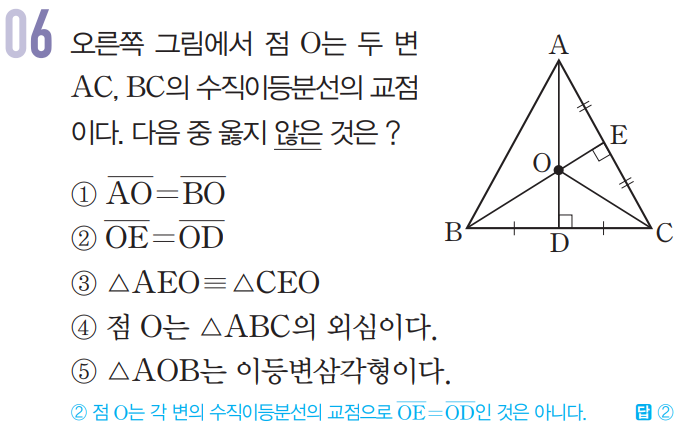 06
오른쪽 그림에서 점 O는 두 변
AC, BC의 수직이등분선의 교점
이다. 다음 중 옳지 않은 것은 ?
① AO=BO
② OE=OD
③ △AEO≡△CEO
④ 점 O는 △ABC의 외심이다.
⑤ △AOB는 이등변삼각형이다.
A
E
O
B
D
C
② 점 O는 각 변의 수직이등분선의 교점으로 OE=OD인 것은 아니다. 답 ②